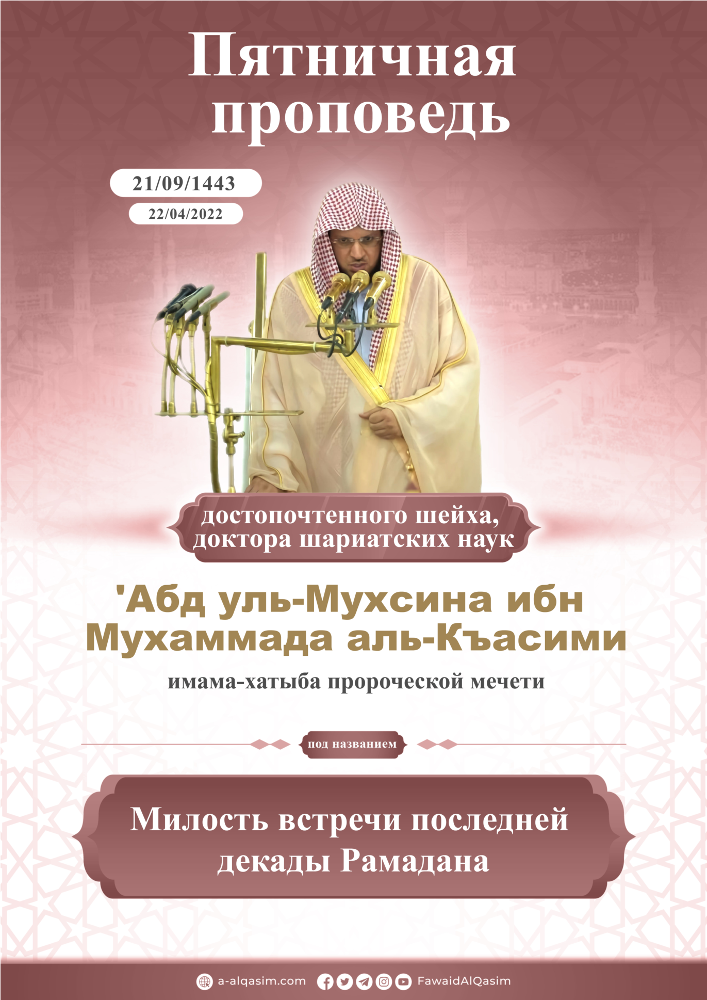 Пятничная
проповедь
21/09/1443
22/04/2022
достопочтенного шейха,
доктора шариатских наук
'Абд уль-Мухсина ибн
Мухаммада аль-Къасими
имама-хатыба пророческой мечети
под названием
Милость встречи последней
декады Рамадана
a-alqasim.com FawaidAlQasim